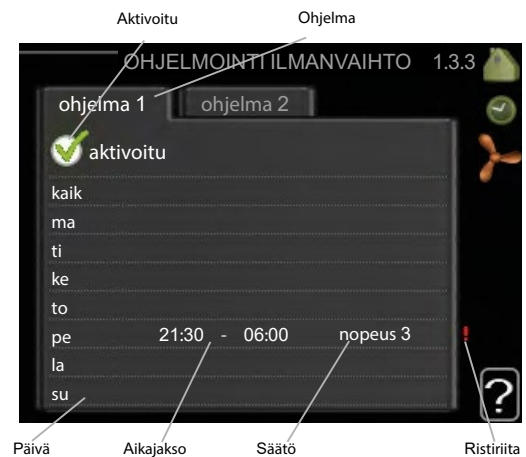 Aktivoitu Ohjelma
OHJELMOINTI ILMANVAIHTO 1.3.3
ohjelma 1 ohjelma 2
aktivoitu
kaik
ma
ti
ke
to
pe 21:30 - 06:00 nopeus 3 !
la
su
?
Päivä Aikajakso Säätö Ristiriita